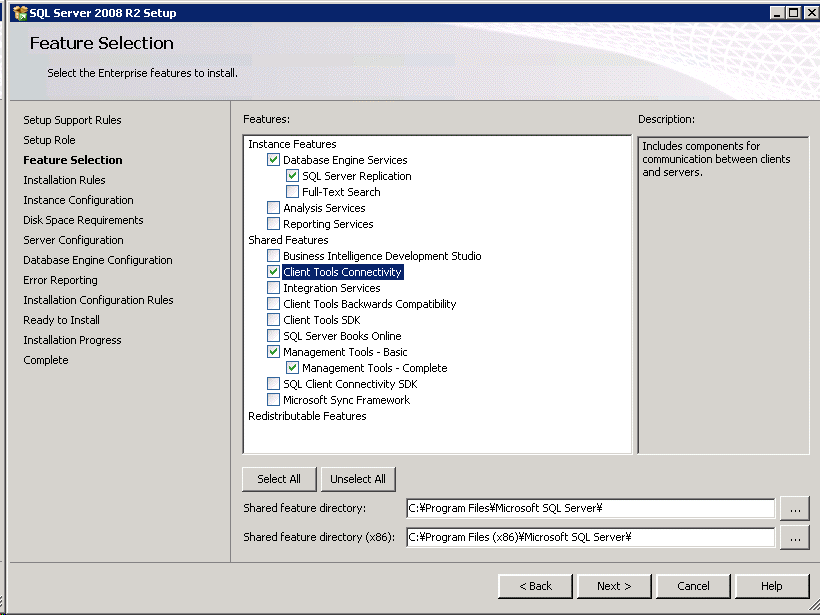 SQL Server 2008 R2 Setup
Feature Selection
Select the Enterprise features to install.
Setup Support Rules
Setup Role
Feature Selection
Installation Rules
Instance Configuration
Disk Space Requirements
Server Configuration
Database Engine Configuration
Error Reporting
Installation Configuration Rules
Ready to Install
Installation Progress
Complete
Features:
Instance Features
Database Engine Services
SQL Server Replication
Full-Text Search
Analysis Services
Reporting Services
Shared Features
Business Intelligence Development Studio
Client Tools Connectivity
Integration Services
Client Tools Backwards Compatibility
Client Tools SDK
SQL Server Books Online
Management Tools - Basic
Management Tools - Complete
SQL Client Connectivity SDK
Microsoft Sync Framework
Redistributable Features
Description:
Includes components for
communication between clients
and servers.
Select All
Unselect All
Shared feature directory:
C:¥Program Files¥Microsoft SQL Server¥
...
Shared feature directory (x86):
C:¥Program Files (x86)¥Microsoft SQL Server¥
...
< Back
Next >
Cancel
Help